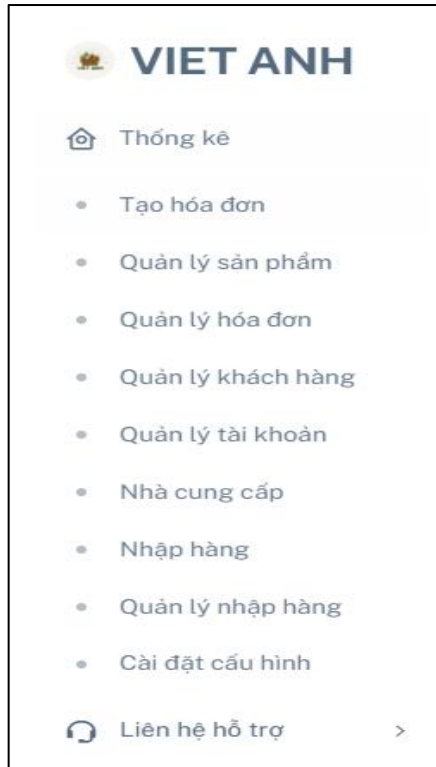 VIET ANH
Thống kê
Tạo hóa đơn
Quản lý sản phẩm
Quản lý hóa đơn
Quản lý khách hàng
Quản lý tài khoản
Nhà cung cấp
Nhập hàng
Quản lý nhập hàng
Cài đặt cấu hình
Liên hệ hỗ trợ